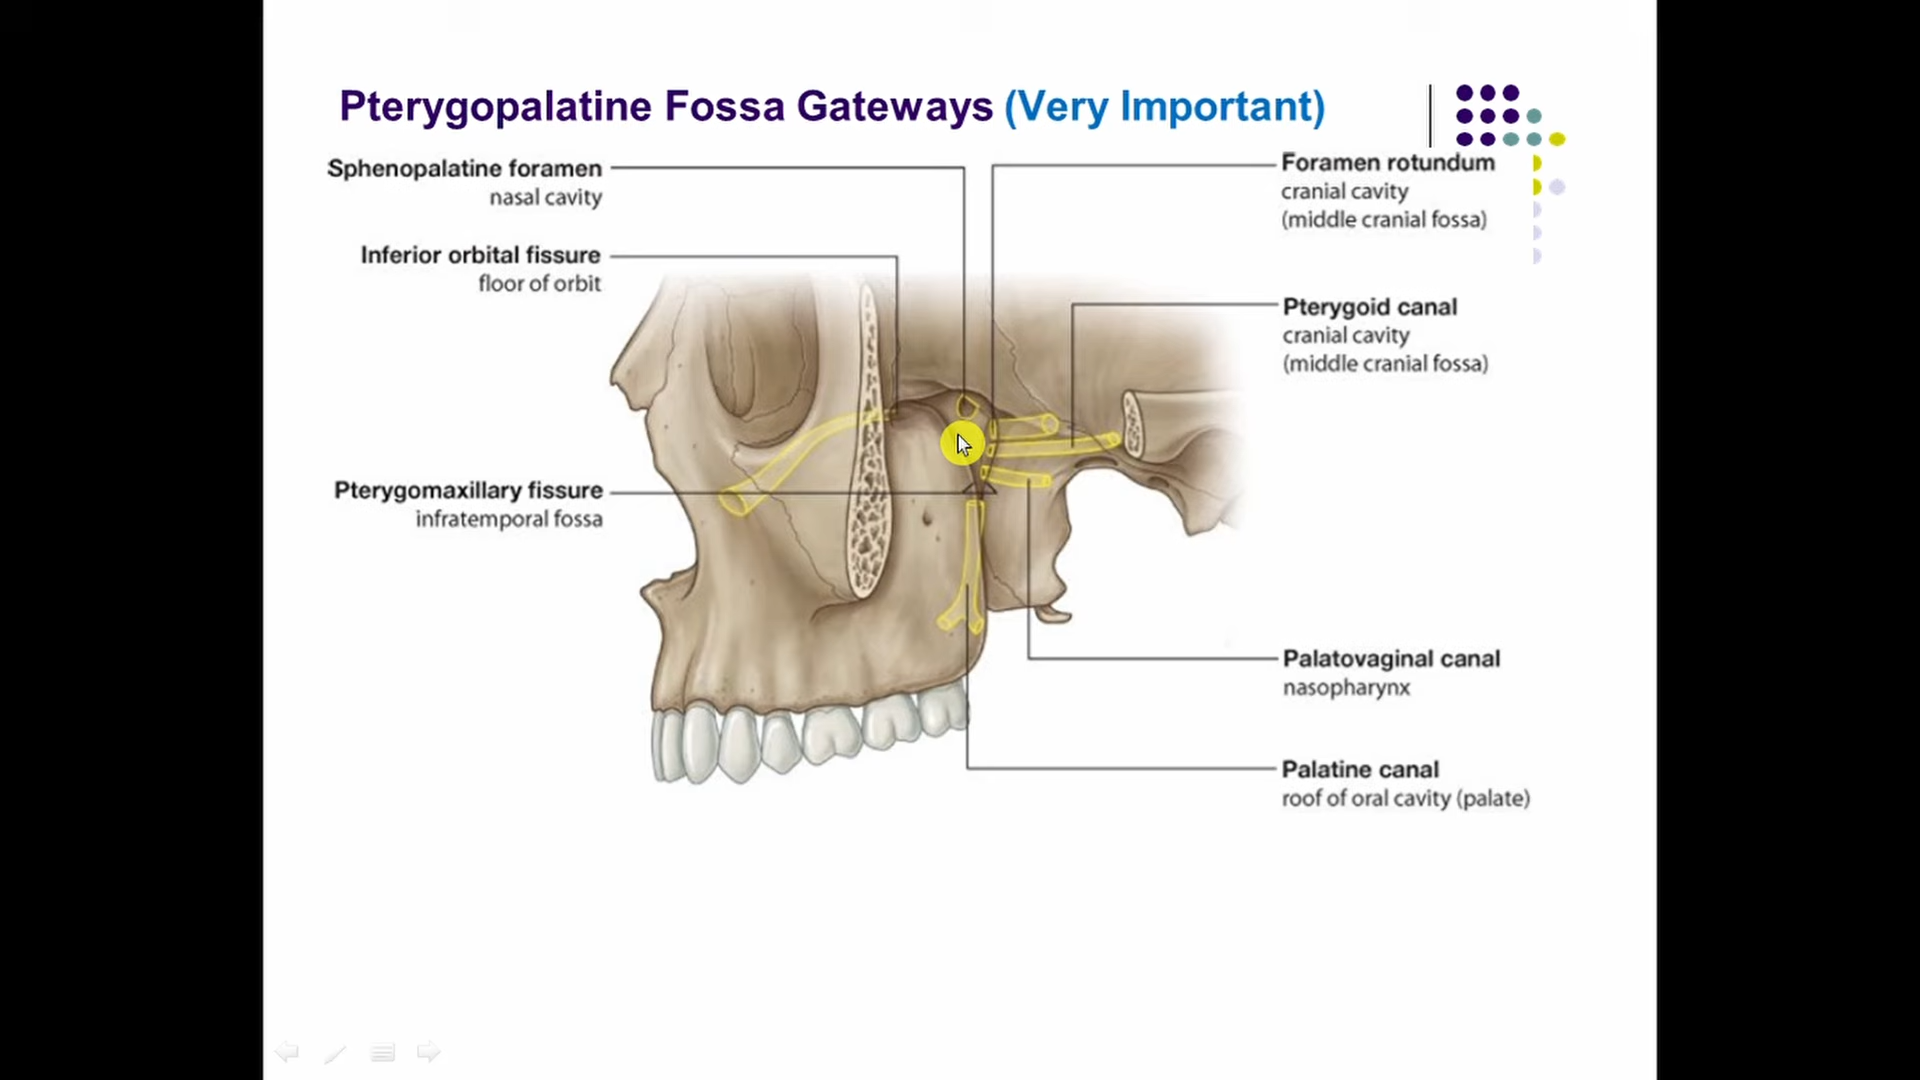 Pterygopalatine Fossa Gateways (Very Important)
Sphenopalatine foramen
nasal cavity
Inferior orbital fissure
floor of orbit
Pterygomaxillary fissure
infratemporal fossa
Foramen rotundum
cranial cavity
(middle cranial fossa)
Pterygoid canal
cranial cavity
(middle cranial fossa)
Palatovaginal canal
nasopharynx
Palatine canal
roof of oral cavity (palate)